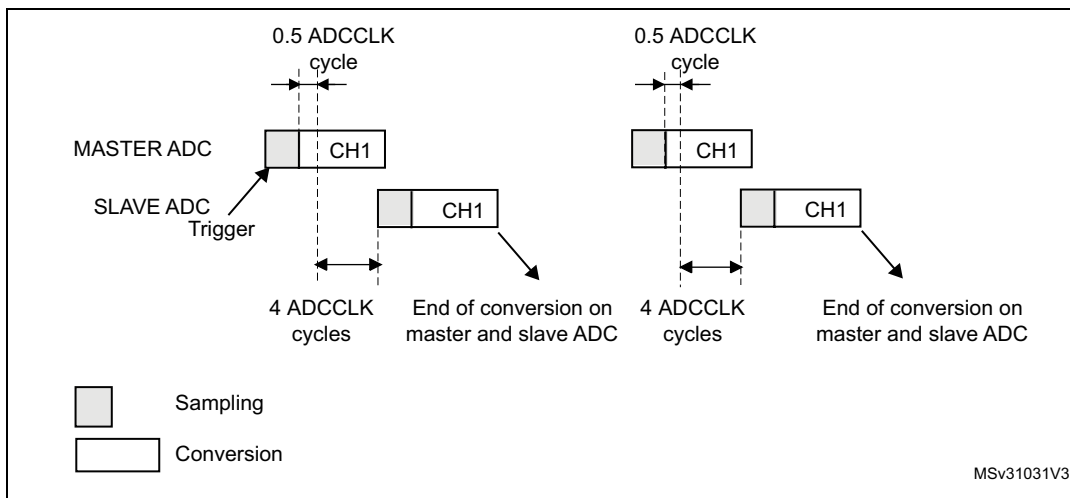 0.5 ADCCLK
cycle
0.5 ADCCLK
cycle
MASTER ADC
CH1
CH1
SLAVE ADC
CH1
CH1
Trigger
4 ADCCLK
cycles
End of conversion on
master and slave ADC
4 ADCCLK
cycles
End of conversion on
master and slave ADC
Sampling
Conversion
MSv31031V3